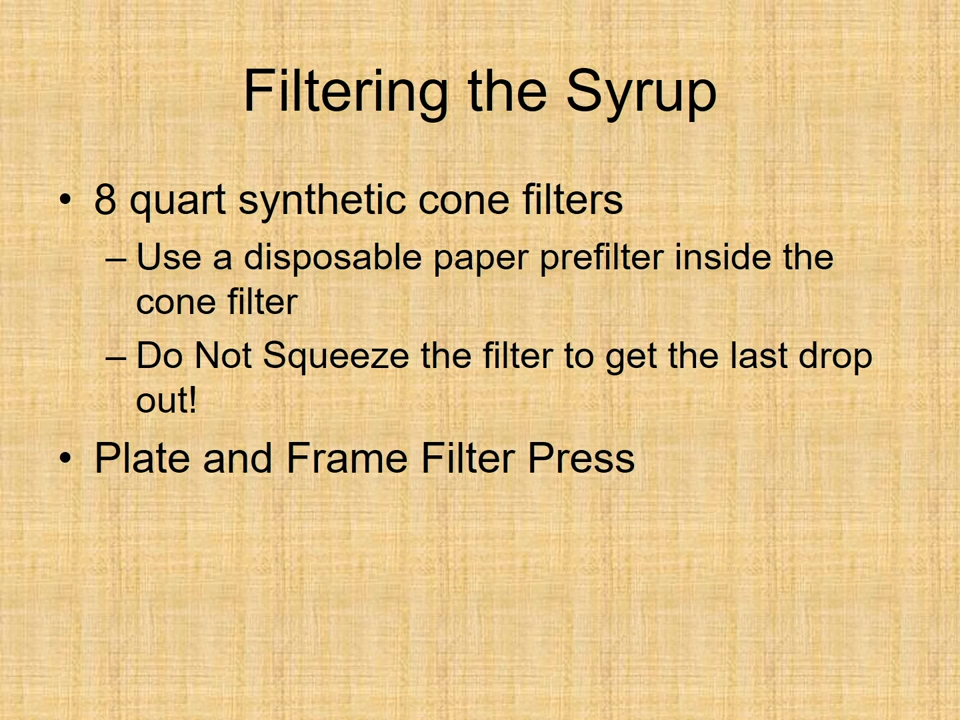 Filtering the Syrup
• 8 quart synthetic cone filters
– Use a disposable paper prefilter inside the
cone filter
– Do Not Squeeze the filter to get the last drop
out!
• Plate and Frame Filter Press